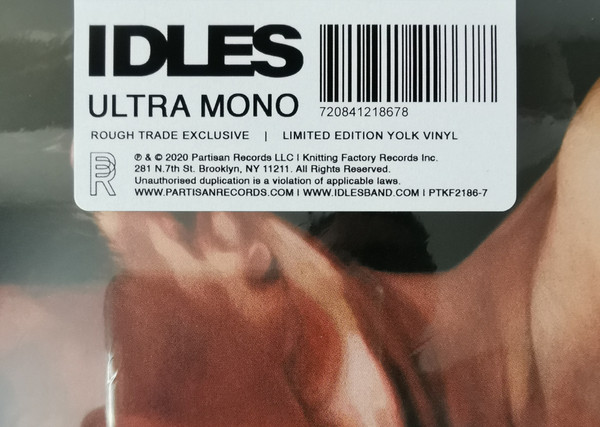 IDLES
ULTRA MONO
720841218678
ROUGH TRADE EXCLUSIVE | LIMITED EDITION YOLK VINYL
℗ & © 2020 Partisan Records LLC | Knitting Factory Records Inc.
281 N.7th St. Brooklyn, NY 11211. All Rights Reserved.
Unauthorised duplication is a violation of applicable laws.
WWW.PARTISANRECORDS.COM | WWW.IDLESBAND.COM | PTKF2186-7